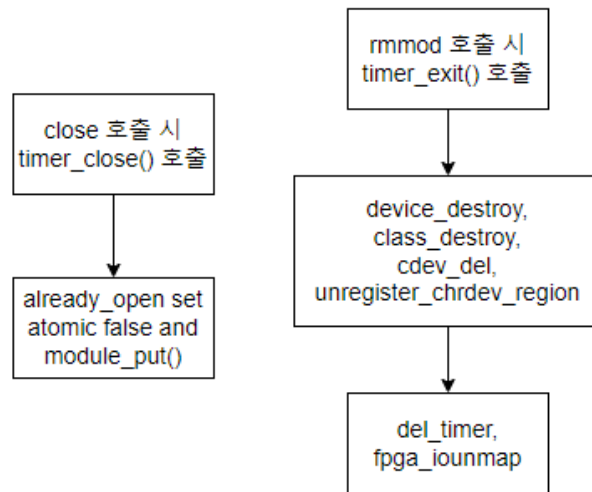 close 호출 시
timer_close() 호출
already_open set
atomic false and
module_put()
rmmod 호출 시
timer_exit() 호출
device_destroy,
class_destroy,
cdev_del,
unregister_chrdev_region
del_timer,
fpga_iounmap